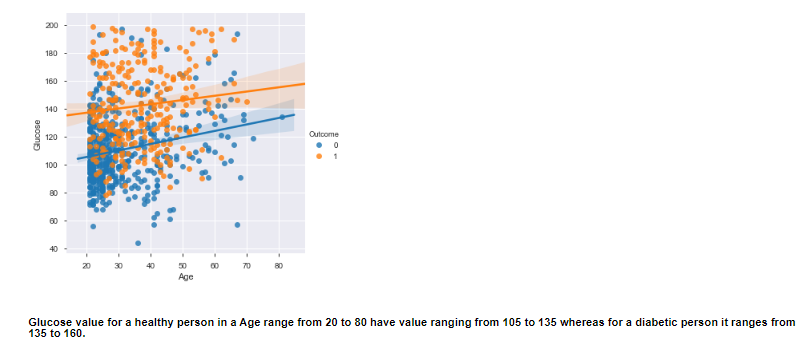 200
180
160
140
120
100
80
60
40
Glucose
20 30 40 50 60 70 80
Age
Outcome
0
1
Glucose value for a healthy person in a Age range from 20 to 80 have value ranging from 105 to 135 whereas for a diabetic person it ranges from
135 to 160.